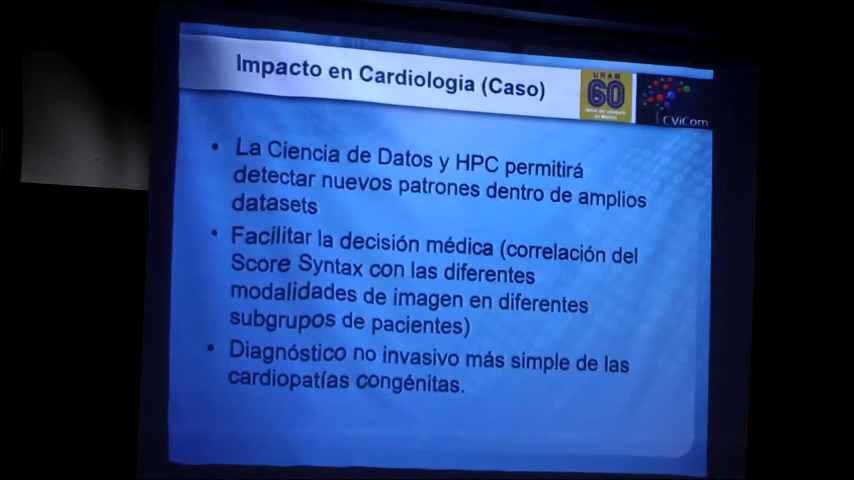 Impacto en Cardiologia (Caso)
UNAM
60
CViCom
• La Ciencia de Datos y HPC permitirá
detectar nuevos patrones dentro de amplios
datasets
• Facilitar la decisión médica (correlación del
Score Syntax con las diferentes
modalidades de imagen en diferentes
subgrupos de pacientes)
• Diagnóstico no invasivo más simple de las
cardiopatías congénitas.